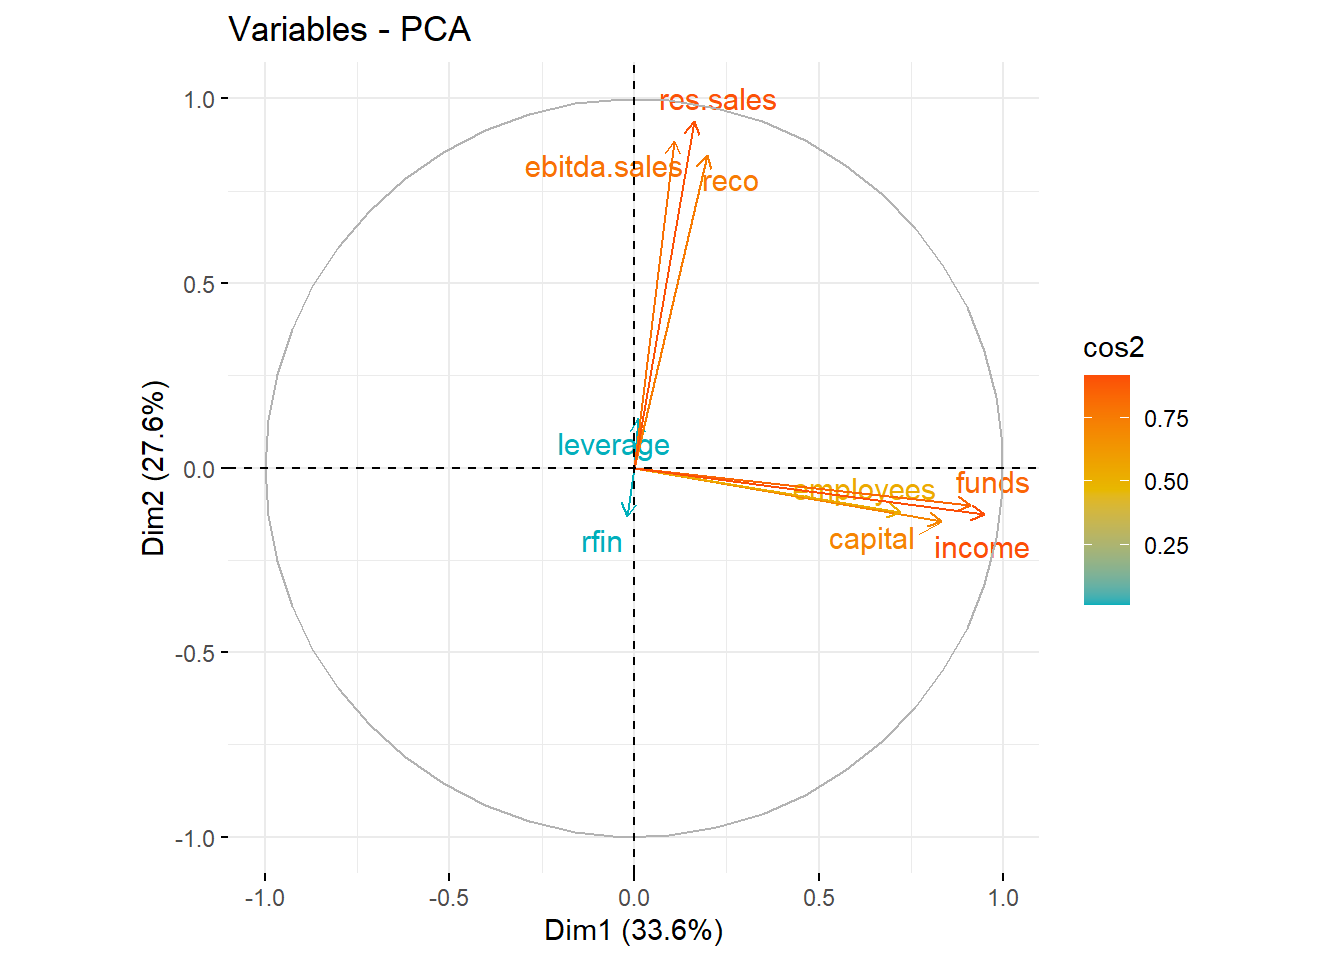 Variables - PCA
1.0
0.5
0.0
-0.5
-1.0
Dim2 (27.6%)
res.sales
ebitda.sales
reco
leverage
employees
funds
rfin
capital
income
-1.0
-0.5
0.0
0.5
1.0
Dim1 (33.6%)
cos2
0.75
0.50
0.25